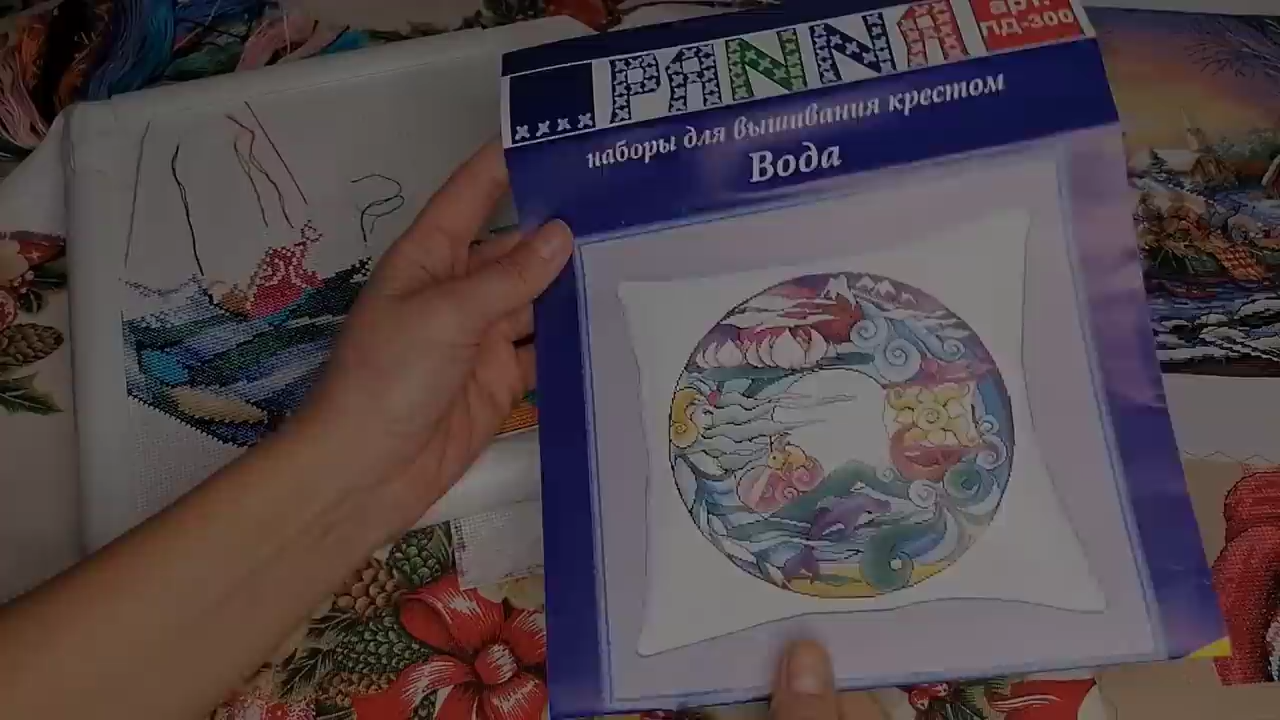 PANNA
арт.
ПД-300
наборы для вышивания крестом
Вода